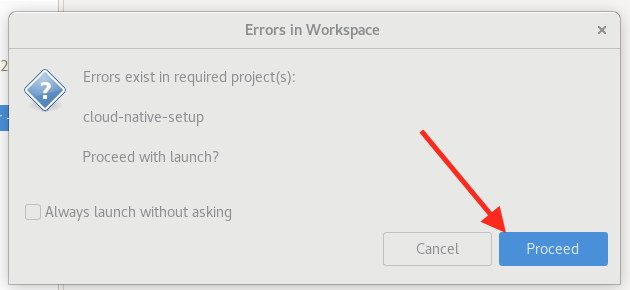 Errors in Workspace
2
Errors exist in required project(s):
cloud-native-setup
Proceed with launch?
Always launch without asking
Cancel
Proceed